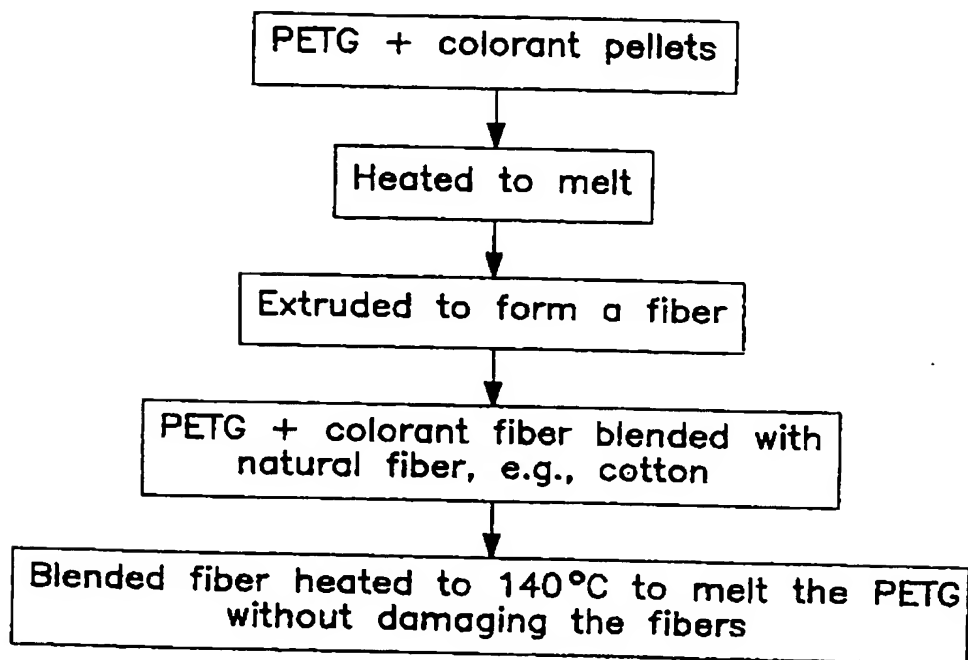 PETG + colorant pellets
Heated to melt
Extruded to form a fiber
PETG + colorant fiber blended with
natural fiber, e.g., cotton
Blended fiber heated to 140°C to melt the PETG
without damaging the fibers